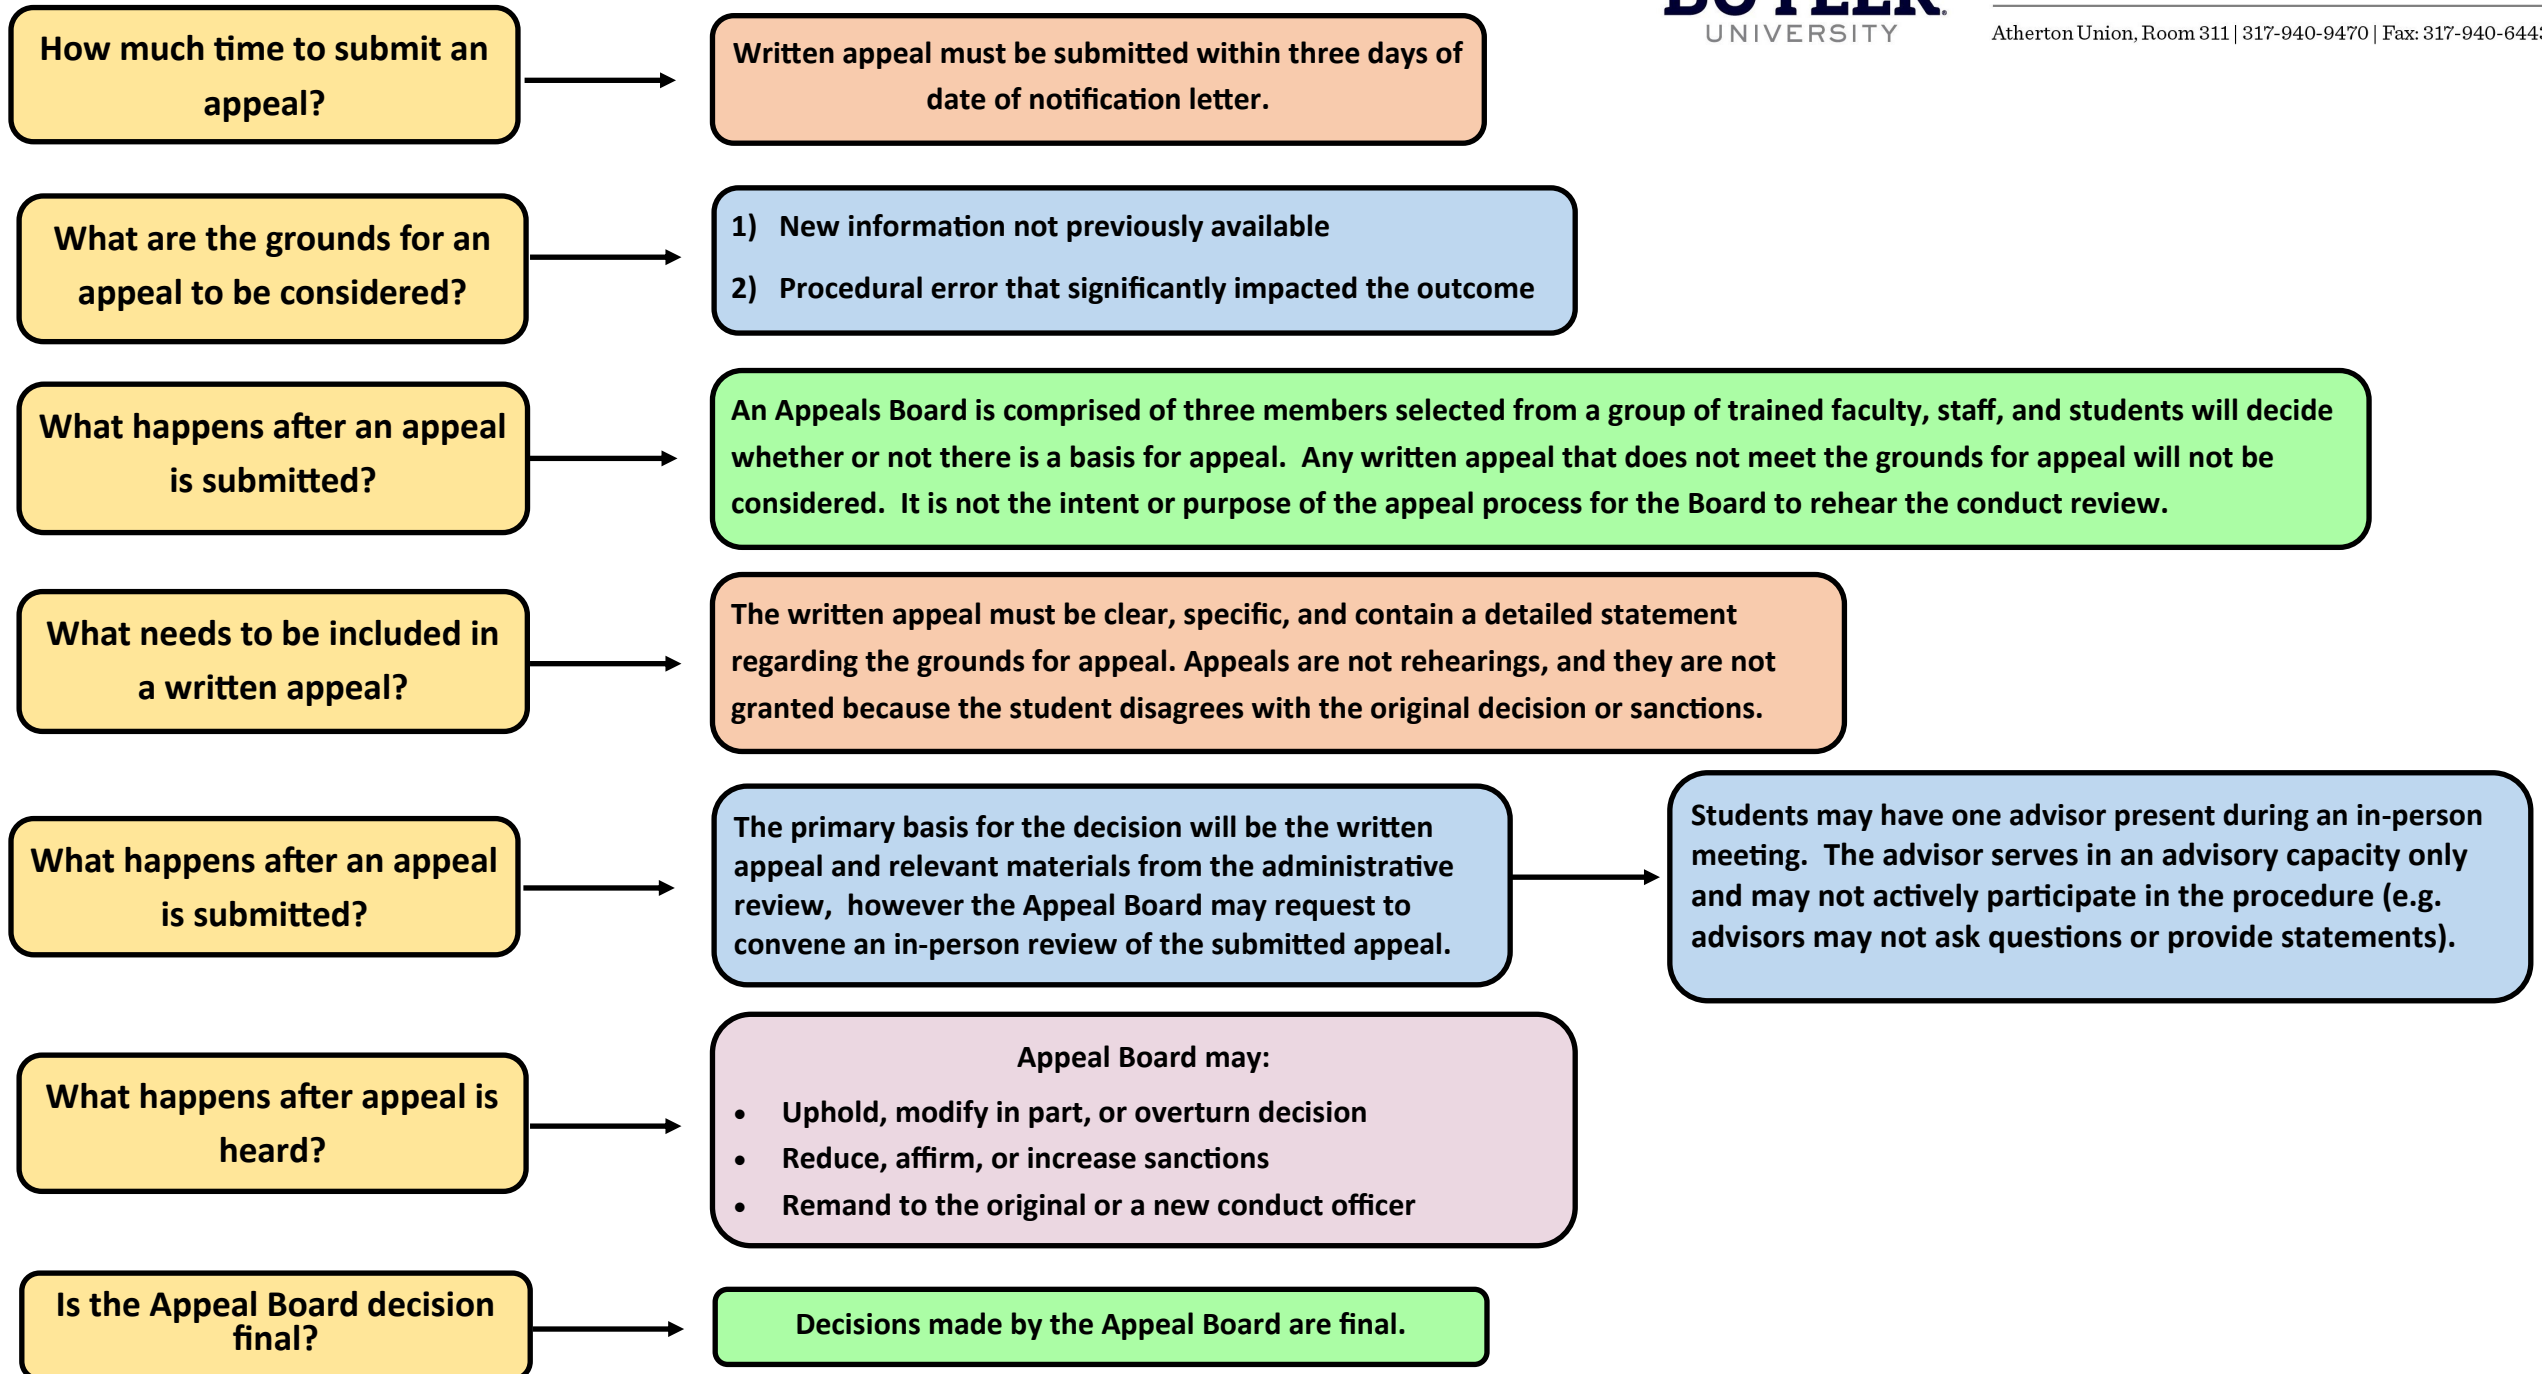 BUTLER
UNIVERSITY
Atherton Union, Room 311 | 317-940-9470 | Fax: 317-940-6443
How much time to submit an
appeal?
Written appeal must be submitted within three days of
date of notification letter.
What are the grounds for an
appeal to be considered?
1) New information not previously available
2) Procedural error that significantly impacted the outcome
What happens after an appeal
is submitted?
An Appeals Board is comprised of three members selected from a group of trained faculty, staff, and students will decide
whether or not there is a basis for appeal. Any written appeal that does not meet the grounds for appeal will not be
considered. It is not the intent or purpose of the appeal process for the Board to rehear the conduct review.
What needs to be included in
a written appeal?
The written appeal must be clear, specific, and contain a detailed statement
regarding the grounds for appeal. Appeals are not rehearings, and they are not
granted because the student disagrees with the original decision or sanctions.
What happens after an appeal
is submitted?
The primary basis for the decision will be the written
appeal and relevant materials from the administrative
review, however the Appeal Board may request to
convene an in-person review of the submitted appeal.
Students may have one advisor present during an in-person
meeting. The advisor serves in an advisory capacity only
and may not actively participate in the procedure (e.g.
advisors may not ask questions or provide statements).
What happens after appeal is
heard?
Appeal Board may:
• Uphold, modify in part, or overturn decision
• Reduce, affirm, or increase sanctions
• Remand to the original or a new conduct officer
Is the Appeal Board decision
final?
Decisions made by the Appeal Board are final.